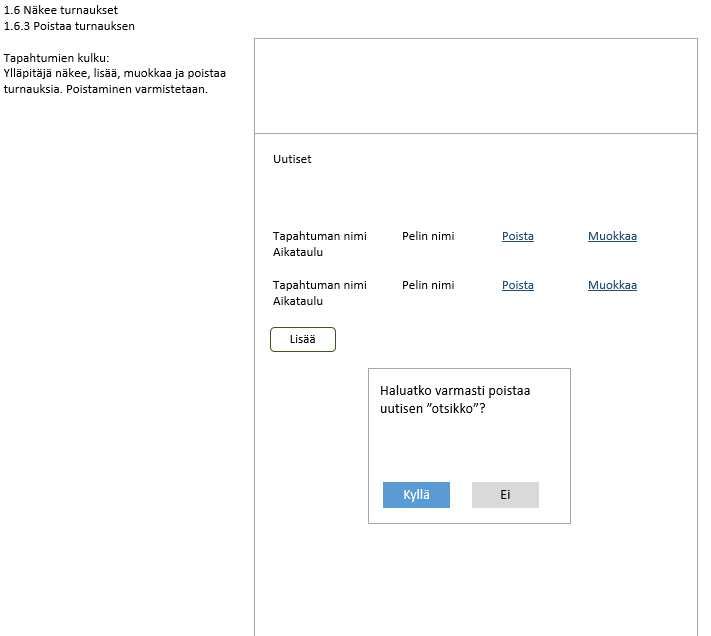 1.6 Näkee turnaukset
1.6.3 Poistaa turnauksen
Tapahtumien kulku:
Ylläpitäjä näkee, lisää, muokkaa ja poistaa
turnauksia. Poistaminen varmistetaan.
Uutiset
Tapahtuman nimi Pelin nimi Poista Muokkaa
Aikataulu
Tapahtuman nimi Pelin nimi Poista Muokkaa
Aikataulu
Lisää
Haluatko varmasti poistaa
uutisen ”otsikko”?
Kyllä Ei